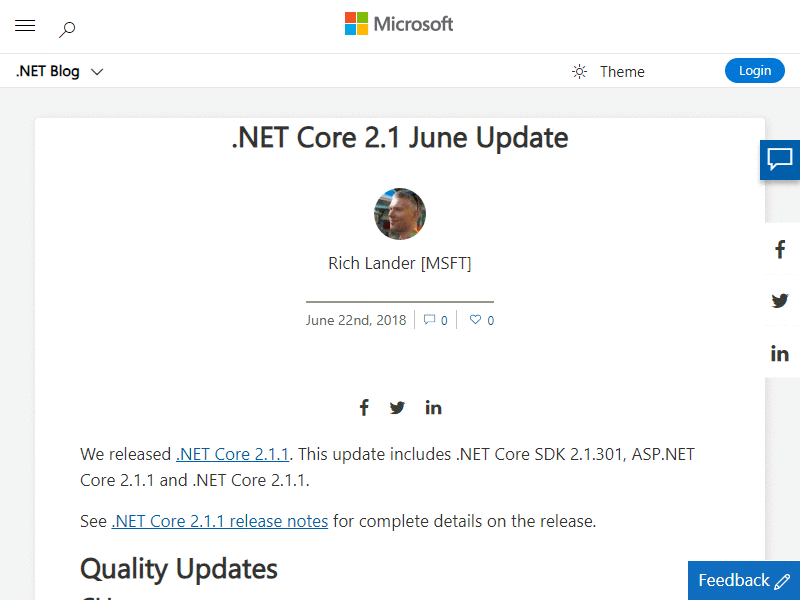 Microsoft
.NET Blog
Theme
Login
.NET Core 2.1 June Update
Rich Lander [MSFT]
June 22nd, 2018 0 0
We released .NET Core 2.1.1. This update includes .NET Core SDK 2.1.301, ASP.NET
Core 2.1.1 and .NET Core 2.1.1.
See .NET Core 2.1.1 release notes for complete details on the release.
Quality Updates
Feedback